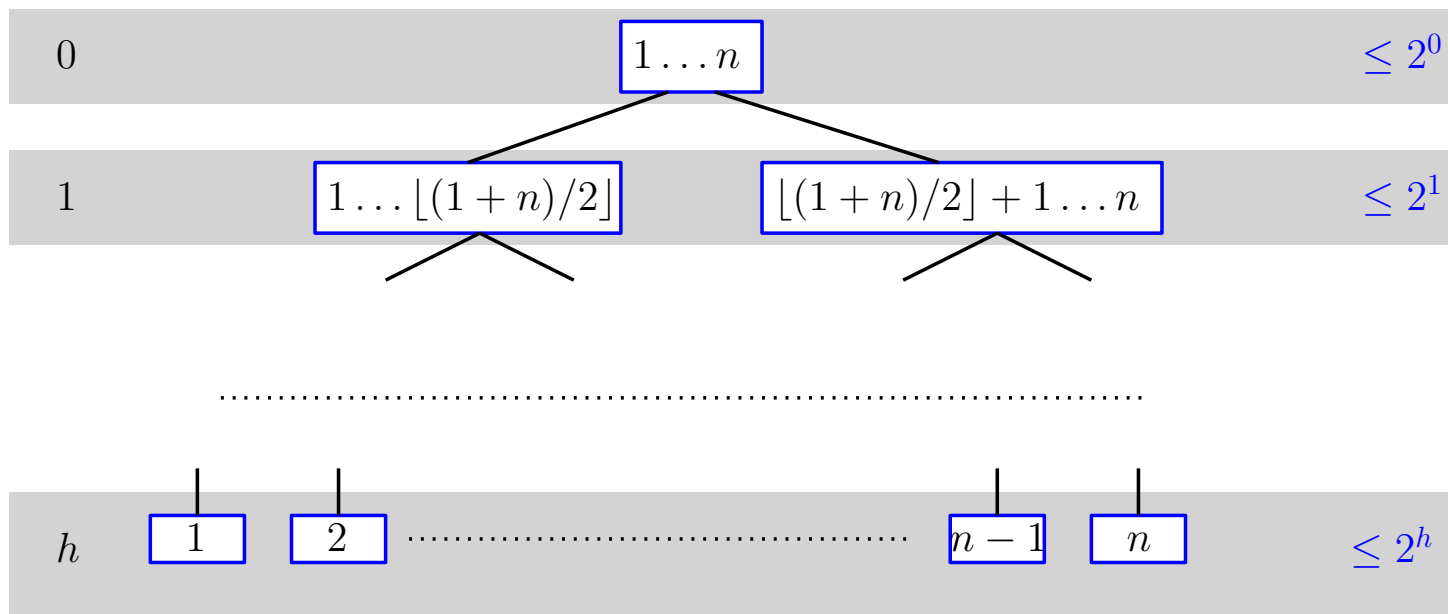 0 1 … n ≤ 2^0
1 1 … ⌊(1 + n)/2⌋ ⌊(1 + n)/2⌋ + 1 … n ≤ 2^1
h 1 2 n − 1 n ≤ 2^h